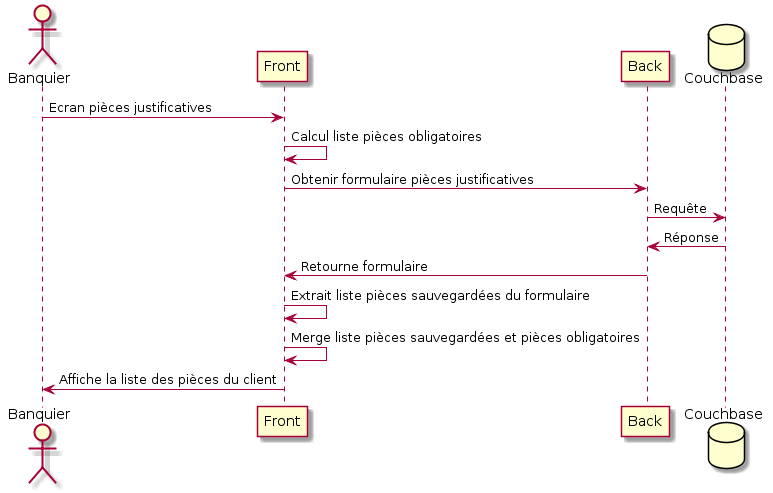 Banquier
Front
Back
Couchbase
Ecran pièces justificatives
Calcul liste pièces obligatoires
Obtenir formulaire pièces justificatives
Requête
Réponse
Retourne formulaire
Extrait liste pièces sauvegardées du formulaire
Merge liste pièces sauvegardées et pièces obligatoires
Affiche la liste des pièces du client
Banquier
Front
Back
Couchbase